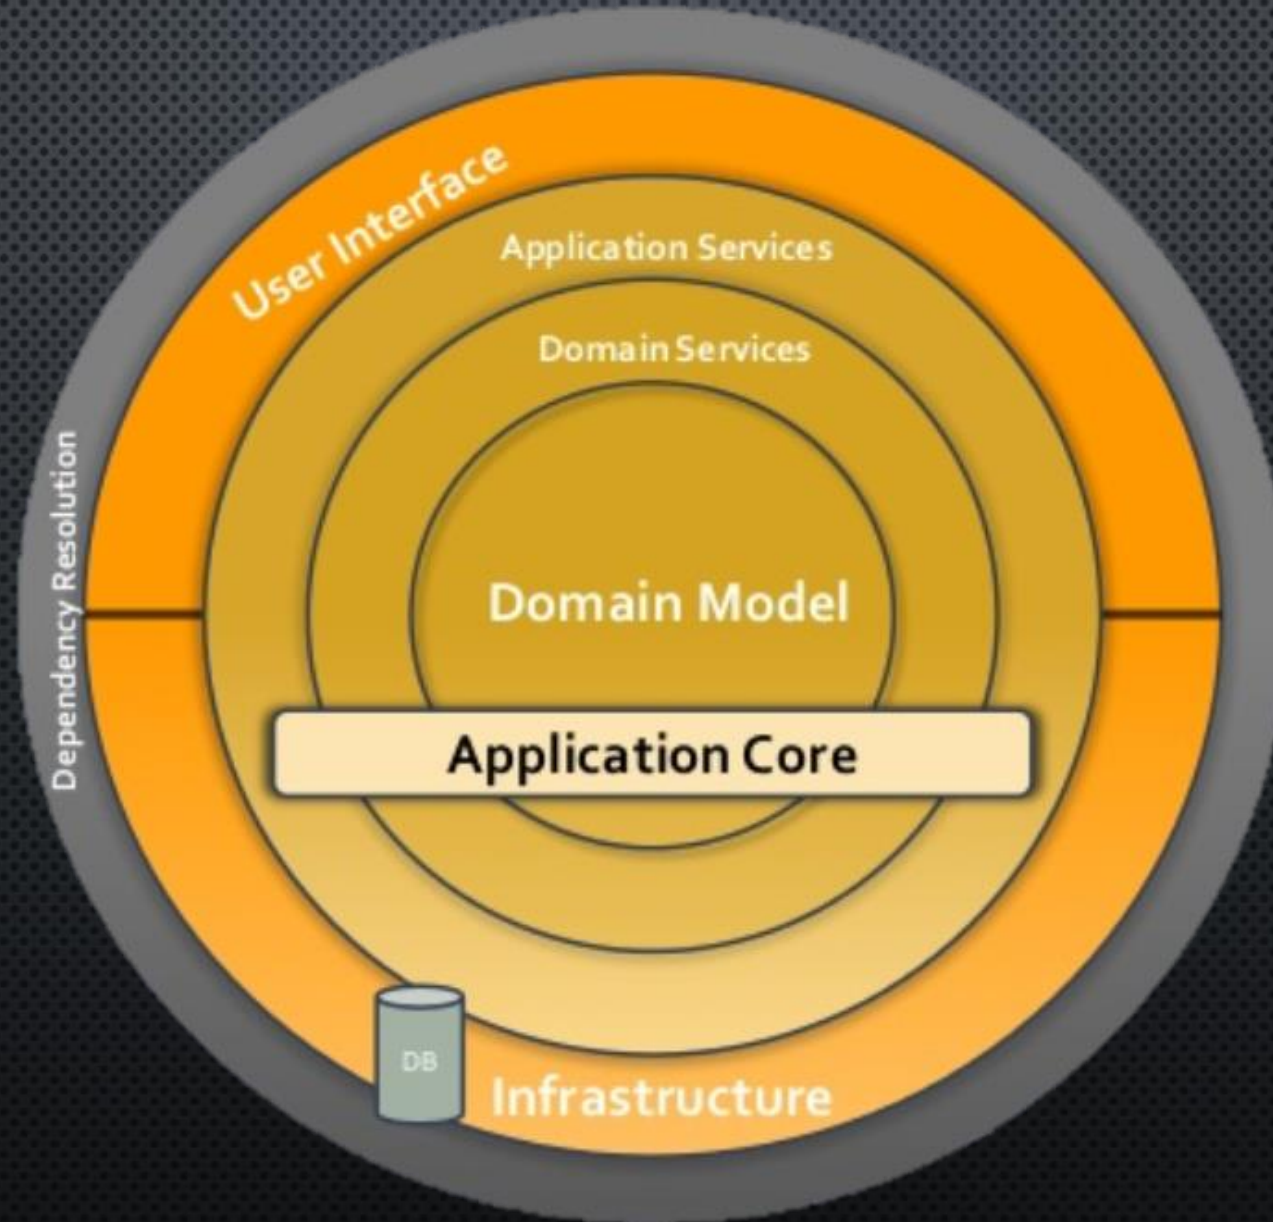 User Interface
Application Services
Domain Services
Dependency Resolution
Domain Model
Application Core
DB
Infrastructure